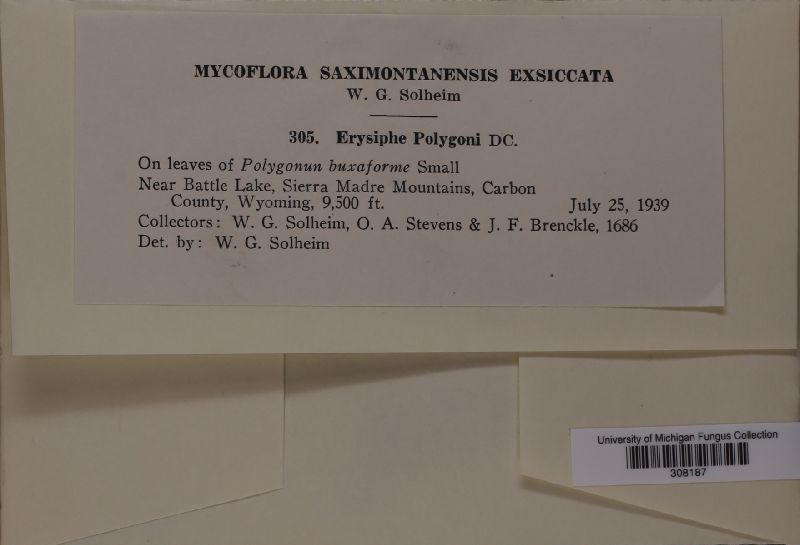 MYCOFLORA SAXIMONTANENSIS EXSICCATA
W. G. Solheim
305. Erysiphe Polygoni DC.
On leaves of Polygonun buxaforme Small
Near Battle Lake, Sierra Madre Mountains, Carbon
County, Wyoming, 9,500 ft. July 25, 1939
Collectors: W. G. Solheim, O. A. Stevens & J. F. Brenckle, 1686
Det. by: W. G. Solheim
University of Michigan Fungus Collection
308187